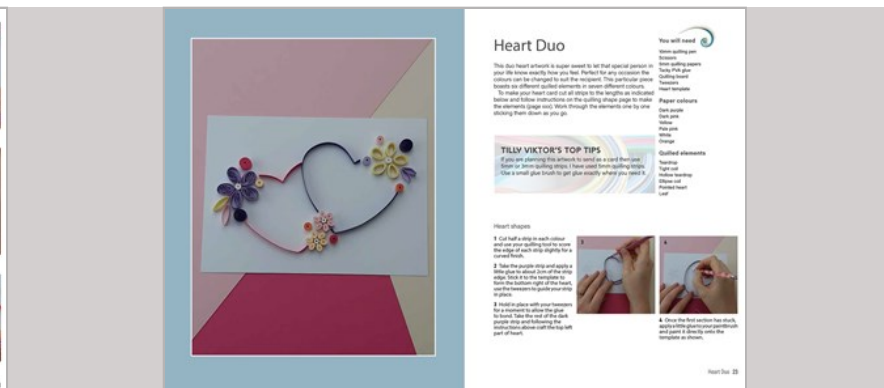 Heart Duo
This duo heart artwork is super sweet to let that special person in
your life know exactly how you feel. Perfect for any occasion the
colours can be changed to suit the recipient. This particular piece
boasts six different quilled elements in seven different colours.
To make your heart card cut all strips to the lengths as indicated
below and follow instructions on the quilling shape page to make
the elements (page xxx). Work through the elements one by one
sticking them down as you go.
TILLY VIKTOR'S TOP TIPS
If you are planning this artwork to send as a card then use
5mm or 3mm quilling strips. I have used 5mm quilling strips.
Use a small glue brush to get glue exactly where you need it.
Heart shapes
1 Cut half a strip in each colour
and use your quilling tool to score
the edge of each strip slightly for a
curved finish.
2 Take the purple strip and apply a
little glue to about 2cm of the strip
edge. Stick it to the template to
form the bottom right of the heart,
use the tweezers to guide your strip
in place.
3 Hold in place with your tweezers
for a moment to allow the glue
to bond. Take the rest of the dark
purple strip and following the
instructions above craft the top left
part of heart.
3
4
4 Once the first section has stuck,
apply a little glue to your paintbrush
and paint it directly onto the
template as shown.
You will need
quilling pen
Scissors
5mm quilling papers
Tacky PVA glue
Quilling board
Tweezers
Heart template
Paper colours
Dark purple
Dark pink
Yellow
Pale pink
White
Orange
Quilled elements
Teardrop
Tight coil
Hollow teardrop
Ellipse coil
Pointed heart
Leaf
Heart Duo 23